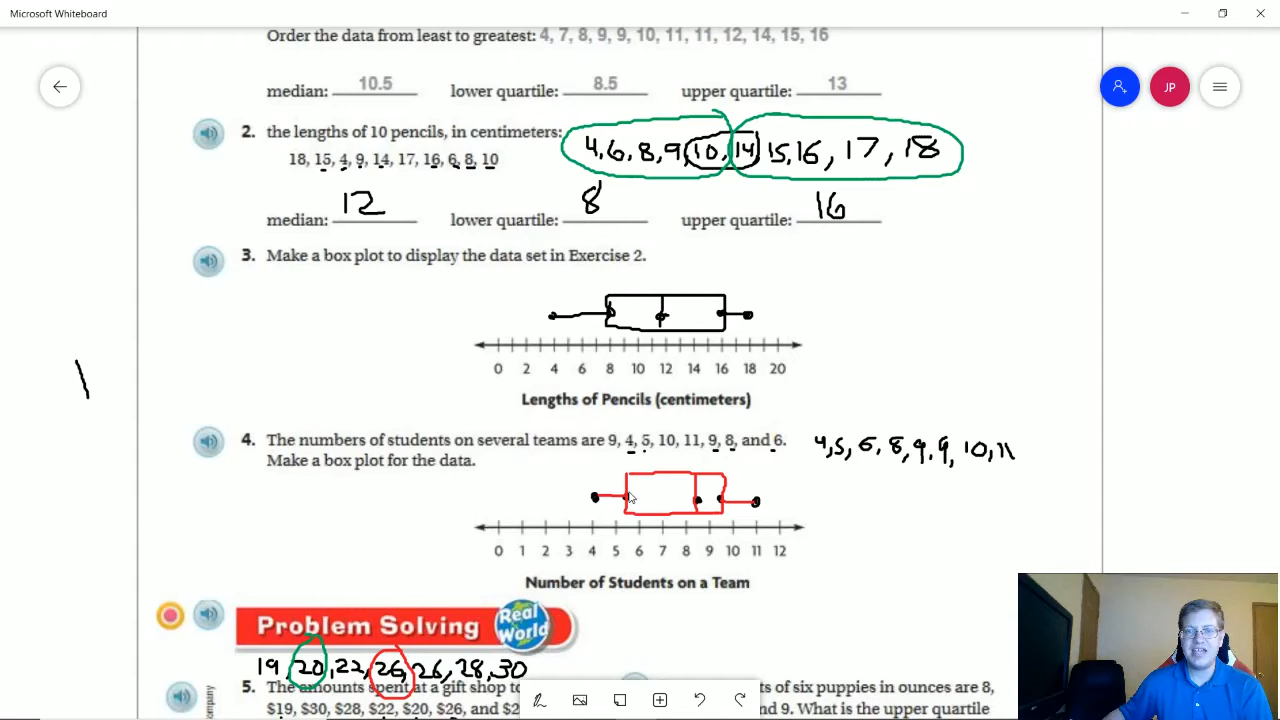 Microsoft Whiteboard
Order the data from least to greatest: 4, 7, 8, 9, 9, 10, 11, 11, 12, 14, 15, 16
median: 10.5 lower quartile: 8.5 upper quartile: 13
JP
2. the lengths of 10 pencils, in centimeters: 4, 6, 8, 9, 10, 14 15, 16, 17, 18
18, 15, 4, 9, 14, 17, 16, 6, 8, 10
median: 12 lower quartile: 8 upper quartile: 16
3. Make a box plot to display the data set in Exercise 2.
0 2 4 6 8 10 12 14 16 18 20
Lengths of Pencils (centimeters)
4. The numbers of students on several teams are 9, 4, 5, 10, 11, 9, 8, and 6. 4, 5, 6, 8, 9, 9, 10, 11
Make a box plot for the data.
0 1 2 3 4 5 6 7 8 9 10 11 12
Number of Students on a Team
Problem Solving Real World
19, 20, 22, 26, 26, 28, 30
5. The amounts spent at a gift shop
ts of six puppies in ounces are 8,
$19, $30, $28, $22, $20, $26, and
nd 9. What is the upper quartile